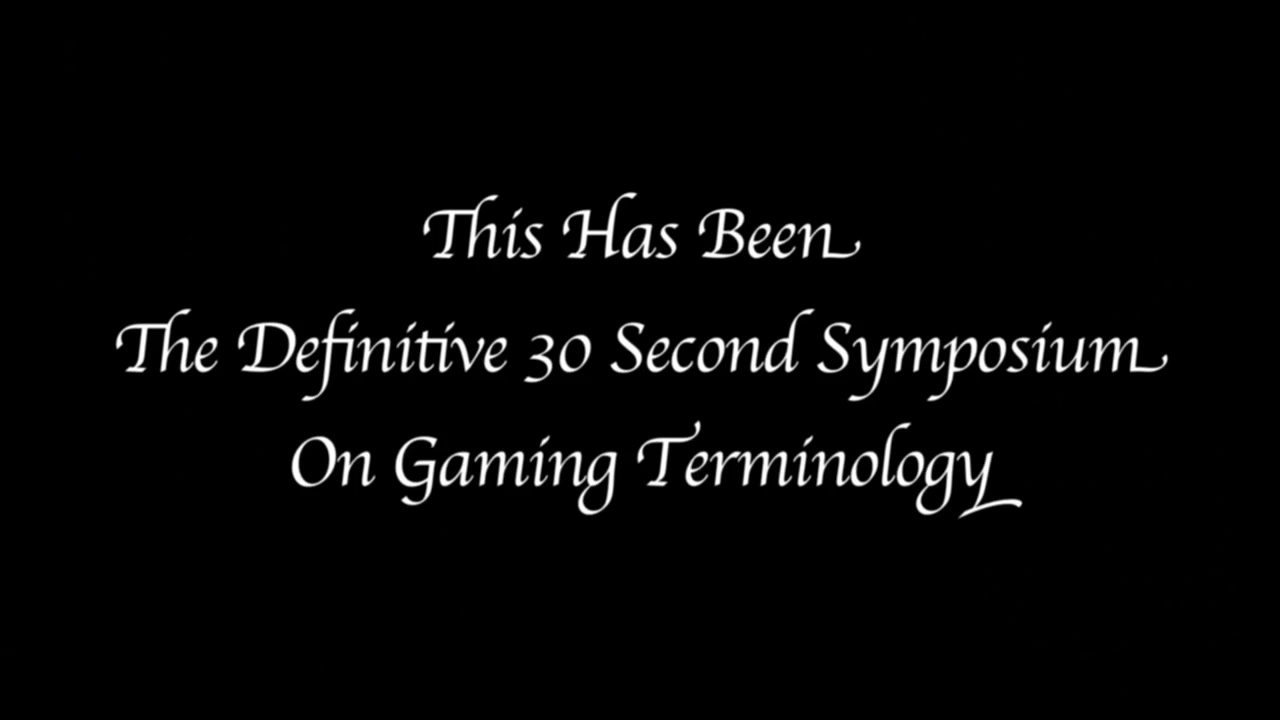 This Has Been
The Definitive 30 Second Symposium
On Gaming Terminology